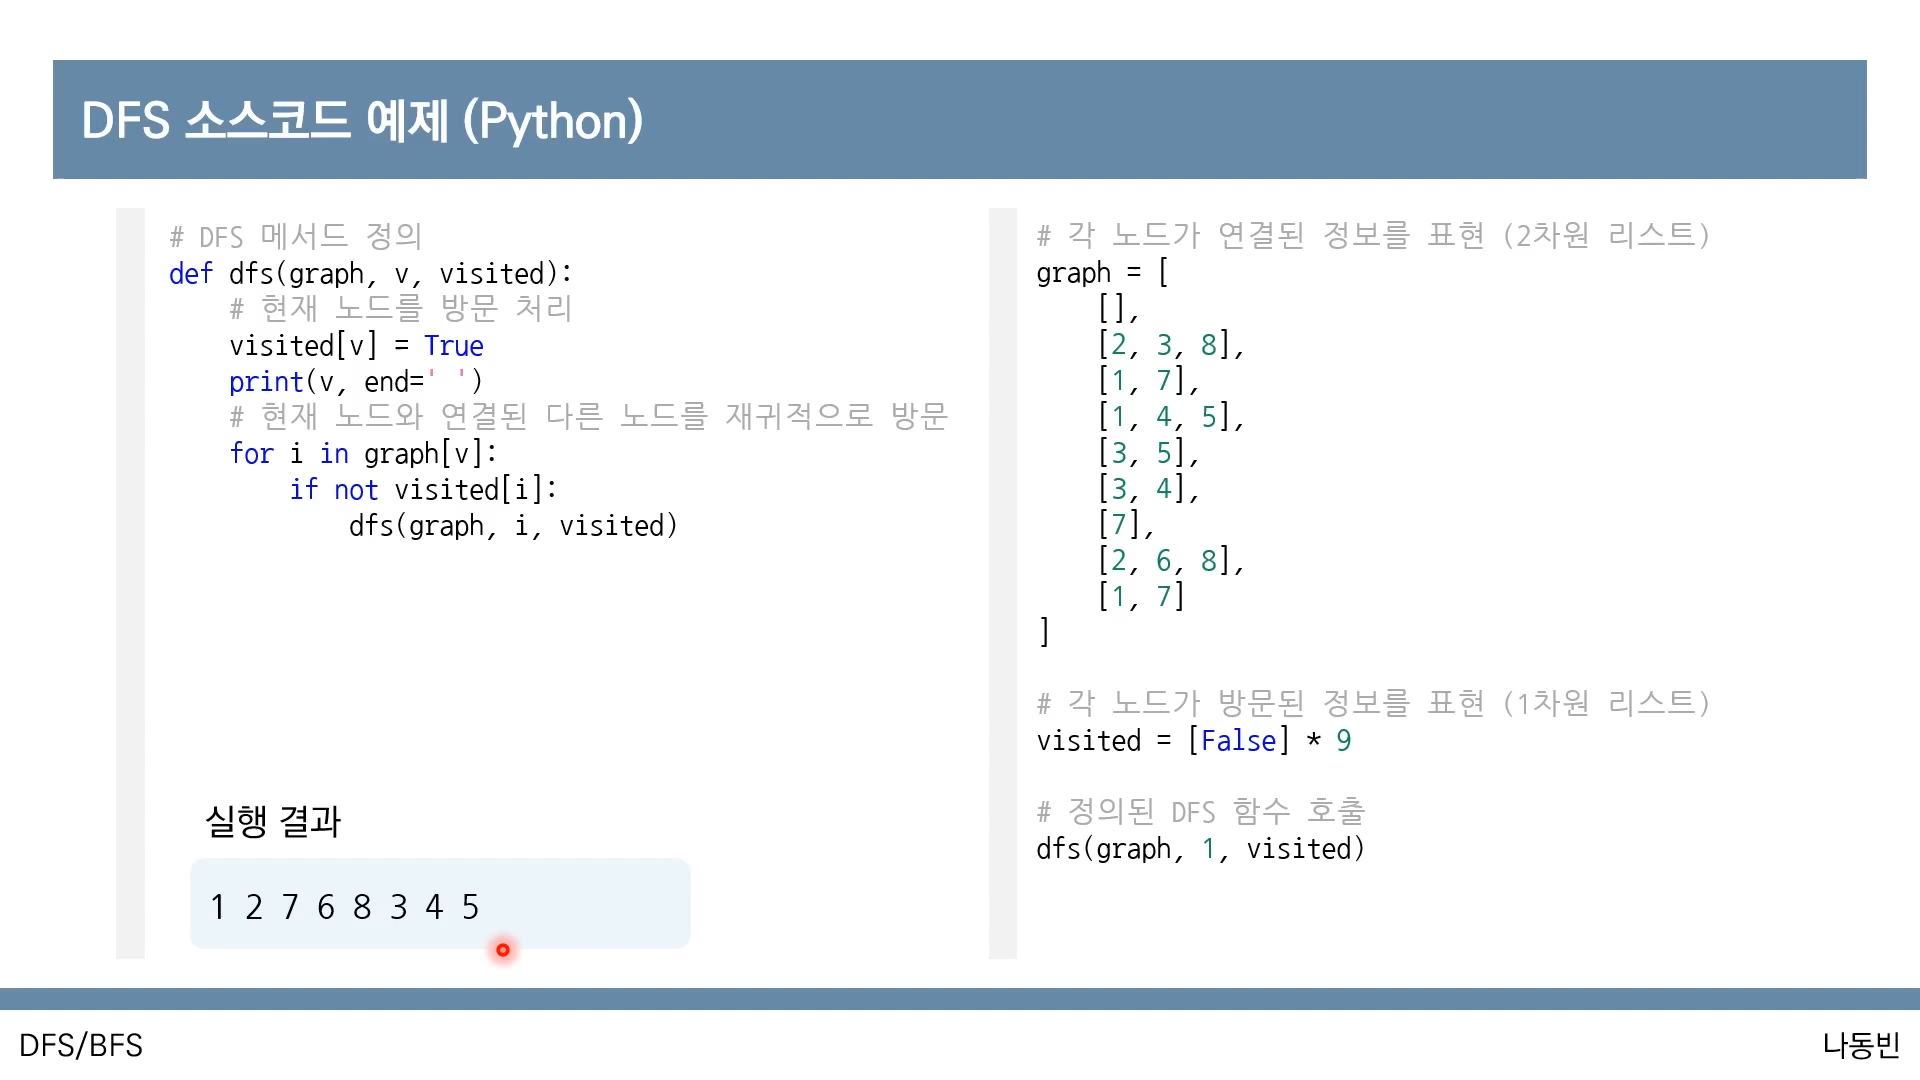 DFS 소스코드 예제 (Python)
# DFS 메서드 정의
def dfs(graph, v, visited):
    # 현재 노드를 방문 처리
    visited[v] = True
    print(v, end=' ')
    # 현재 노드와 연결된 다른 노드를 재귀적으로 방문
    for i in graph[v]:
        if not visited[i]:
            dfs(graph, i, visited)
실행 결과
1 2 7 6 8 3 4 5
# 각 노드가 연결된 정보를 표현 (2차원 리스트)
graph = [
    [],
    [2, 3, 8],
    [1, 7],
    [1, 4, 5],
    [3, 5],
    [3, 4],
    [7],
    [2, 6, 8],
    [1, 7]
]
# 각 노드가 방문된 정보를 표현 (1차원 리스트)
visited = [False] * 9
# 정의된 DFS 함수 호출
dfs(graph, 1, visited)
DFS/BFS
나동빈